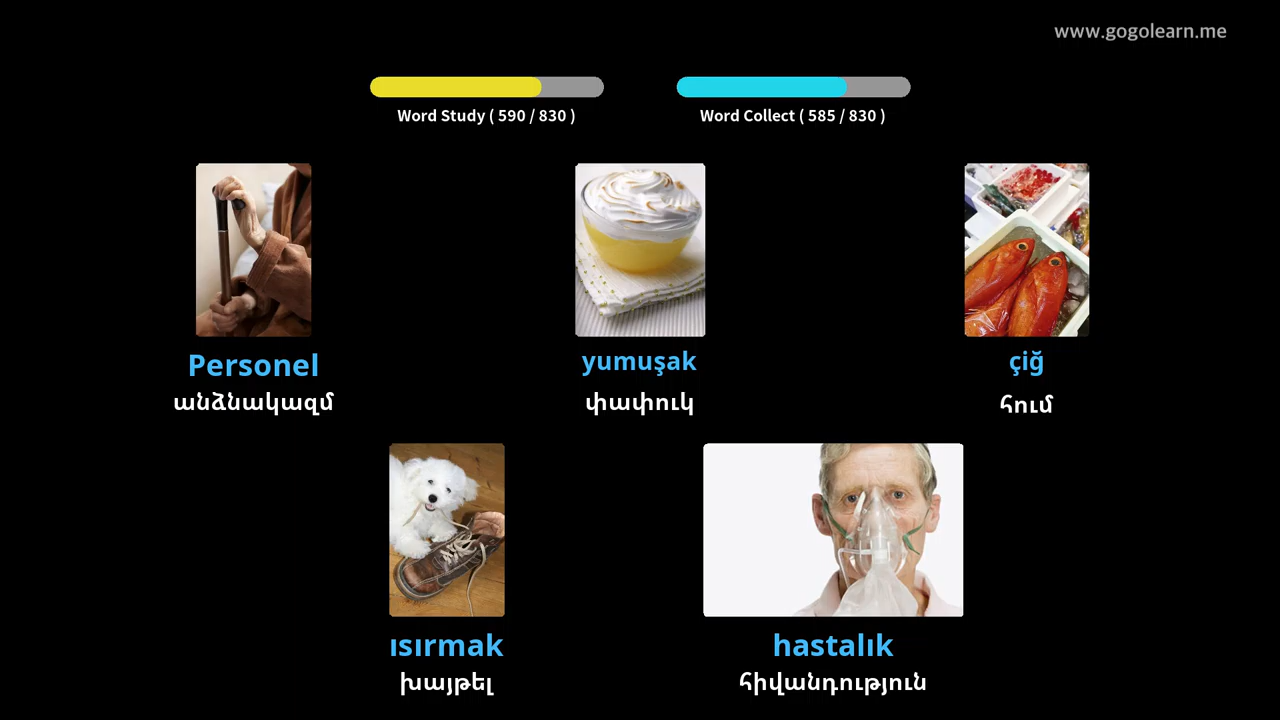 www.gogolearn.me
Word Study ( 590 / 830 )
Word Collect ( 585 / 830 )
Personel
անձնակազմ
yumuşak
փափուկ
çiğ
հում
ısırmak
խայթել
hastalık
հիվանդություն